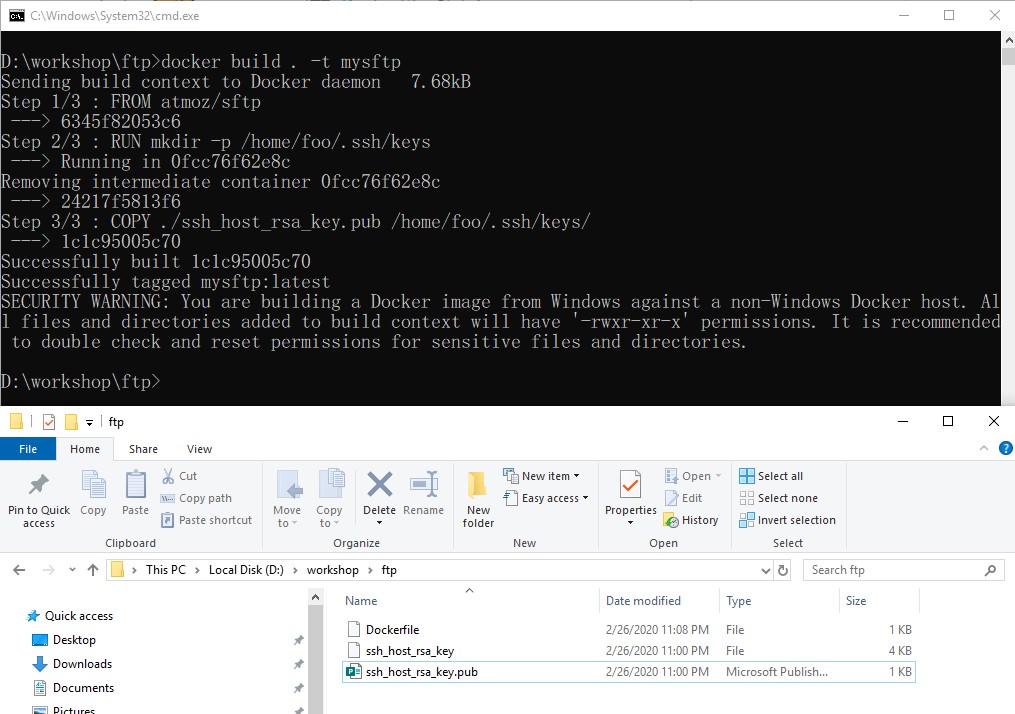 C:\Windows\System32\cmd.exe
D:\workshop\ftp>docker build . -t mysftp
Sending build context to Docker daemon   7.68kB
Step 1/3 : FROM atmoz/sftp
 ---> 6345f82053c6
Step 2/3 : RUN mkdir -p /home/foo/.ssh/keys
 ---> Running in 0fcc76f62e8c
Removing intermediate container 0fcc76f62e8c
 ---> 24217f5813f6
Step 3/3 : COPY ./ssh_host_rsa_key.pub /home/foo/.ssh/keys/
 ---> 1c1c95005c70
Successfully built 1c1c95005c70
Successfully tagged mysftp:latest
SECURITY WARNING: You are building a Docker image from Windows against a non-Windows Docker host. Al
l files and directories added to build context will have '-rwxr-xr-x' permissions. It is recommended
 to double check and reset permissions for sensitive files and directories.
D:\workshop\ftp>
ftp
File Home Share View
Pin to Quick access
Copy
Paste
Cut
Copy path
Paste shortcut
Clipboard
Move to
Copy to
Delete
Rename
Organize
New folder
New item
Easy access
New
Properties
Open
Edit
History
Open
Select all
Select none
Invert selection
Select
This PC > Local Disk (D:) > workshop > ftp
Search ftp
Quick access
Desktop
Downloads
Documents
Pictures
Name Date modified Type Size
Dockerfile 2/26/2020 11:08 PM File 1 KB
ssh_host_rsa_key 2/26/2020 11:00 PM File 4 KB
ssh_host_rsa_key.pub 2/26/2020 11:00 PM Microsoft Publish... 1 KB